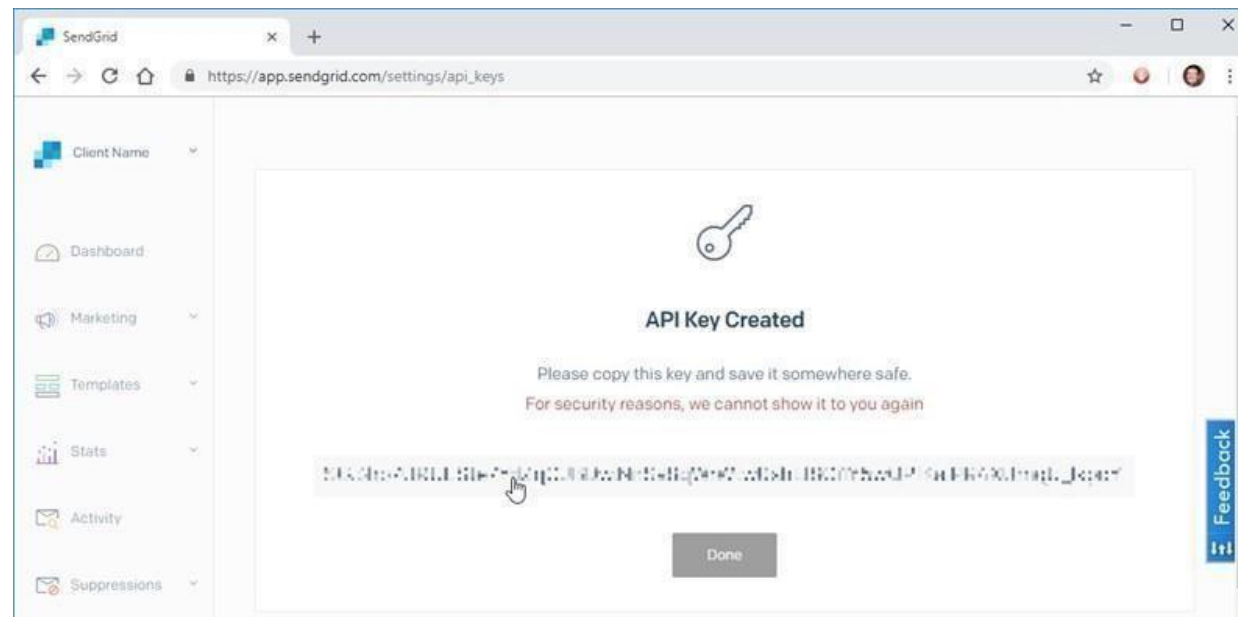 SendGrid
https://app.sendgrid.com/settings/api_keys
Client Name
Dashboard
Marketing
Templates
Stats
Activity
Suppressions
API Key Created
Please copy this key and save it somewhere safe.
For security reasons, we cannot show it to you again
Done
Feedback